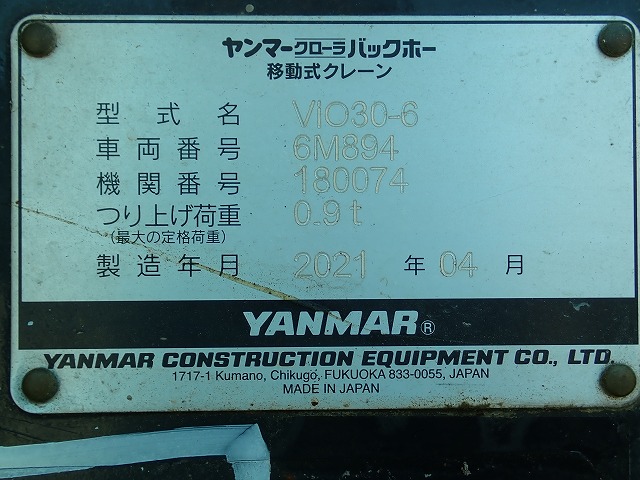 ヤンマークローラバックホー
移動式クレーン
型式名 ViO30-6
車両番号 6M894
機関番号 180074
つり上げ荷重 0.9t
(最大の定格荷重)
製造年月 2021 年 04 月
YANMAR®
YANMAR CONSTRUCTION EQUIPMENT CO., LTD.
1717-1 Kumano, Chikugo, FUKUOKA 833-0055, JAPAN
MADE IN JAPAN